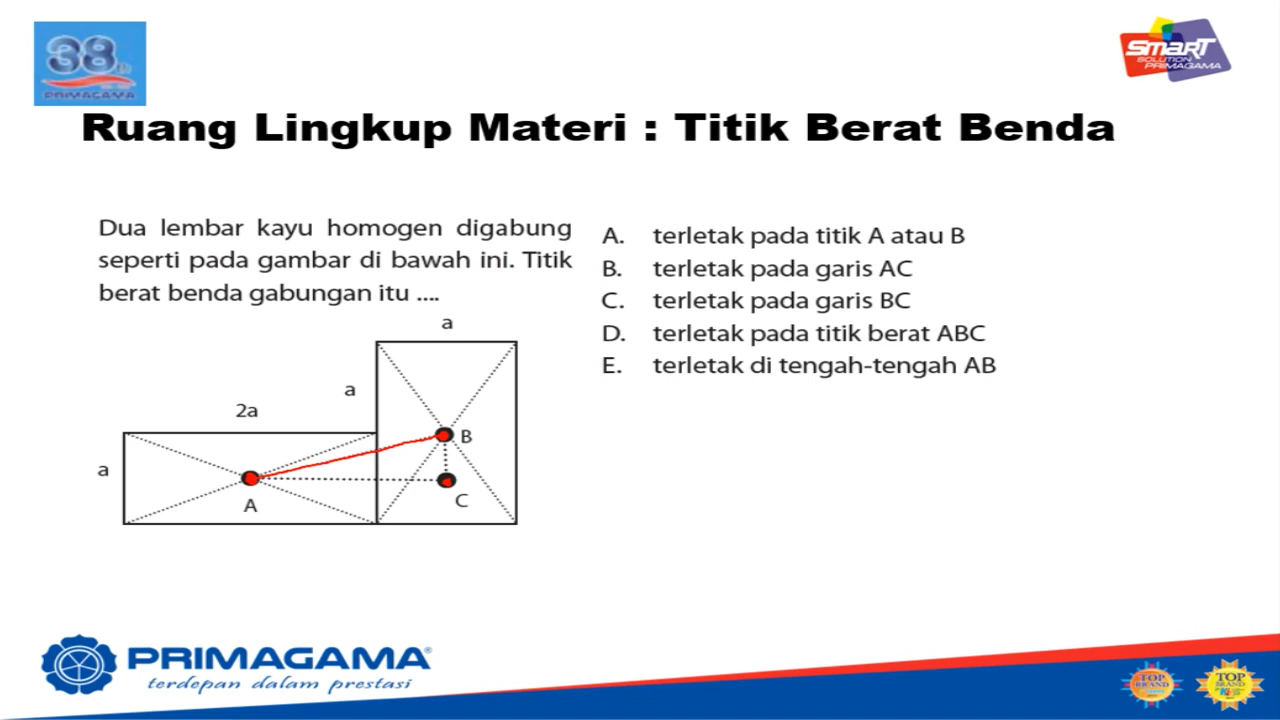 38th
PRIMAGAMA
SMART
SOLUTION
PRIMAGAMA
Ruang Lingkup Materi : Titik Berat Benda
Dua lembar kayu homogen digabung
seperti pada gambar di bawah ini. Titik
berat benda gabungan itu ....
A. terletak pada titik A atau B
B. terletak pada garis AC
C. terletak pada garis BC
D. terletak pada titik berat ABC
E. terletak di tengah-tengah AB
a
a
2a
B
a
A
C
PRIMAGAMA®
terdepan dalam prestasi
TOP
BRAND
TOP
BRAND